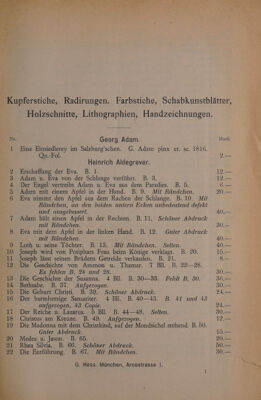 Kupferstiche, Radirungen. Farbstiche, Schabkunstblätter,
Holzschnitte, Lithographien, Handzeichnungen.
No. Georg Adam. Mark
1 Eine Einsiedlerey im Salzburg'schen. G. Adam pinx et. sc. 1816.
Qu.-Fol. 2.—
Heinrich Aldegrever.
2 Erschaffung der Eva. B. 1. 12.—
3 Adam u. Eva von der Schlange verführt. B. 3. 12.—
4 Der Engel vertreibt Adam u. Eva aus dem Paradies. B. 5 16.—
5 Adam mit einem Apfel in der Hand. B. 9. Mit Rändchen. 20.—
6 Eva nimmt den Apfel aus dem Rachen der Schlange. B. 10. Mit
Rändchen, an den beiden untern Ecken unbedeutend defekt
und ausgebessert. 40.—
7 Adam hält einen Apfel in der Rechten. B. 11. Schöner Abdruck
mit Rändchen. 40.—
8 Eva mit dem Apfel in der linken Hand. B. 12. Guter Abdruck
mit Rändchen. 40.—
9 Loth u. seine Töchter. B. 13. Mit Rändchen. Selten. 40.—
10 Joseph wird von Potiphars Frau beim Könige verklagt. B. 20. 15.—
11 Joseph lässt seinen Brüdern Getreide verkaufen. B. 21. 8.—
12 Die Geschichte von Ammon u. Thamar. 7 Bll. B. 22—28.
Es fehlen B. 24 und 28. 30.—
13 Die Geschichte der Susanna. 4 Bll. B. 30—33. Fehlt B. 30. 30.—
14 Bethsabe. B. 37. Aufgezogen. 30.—
15 Die Geburt Christi. B. 39. Schöner Abdruck. 24.—
16 Der barmherzige Samariter. 4 Bll. B. 40—43. B. 41 und 43
aufgezogen, 43 Copie. 24.—
17 Der Reiche u. Lazarus. 5 Bll. B. 44—48. Selten. 30.—
18 Christus am Kreuze. B. 49. Aufgezogen. 12.—
19 Die Madonna mit dem Christkind, auf der Mondsichel stehend. B. 50.
Guter Abdruck. 30.—
20 Medea u. Jason. B. 65. 20.—
21 Rhea Silvia. B. 66. Schöner Abdruck. 24.—
22 Die Entführung. B. 67. Mit Rändchen. 30.—
G. Hess. München, Arcostrasse 1.
1